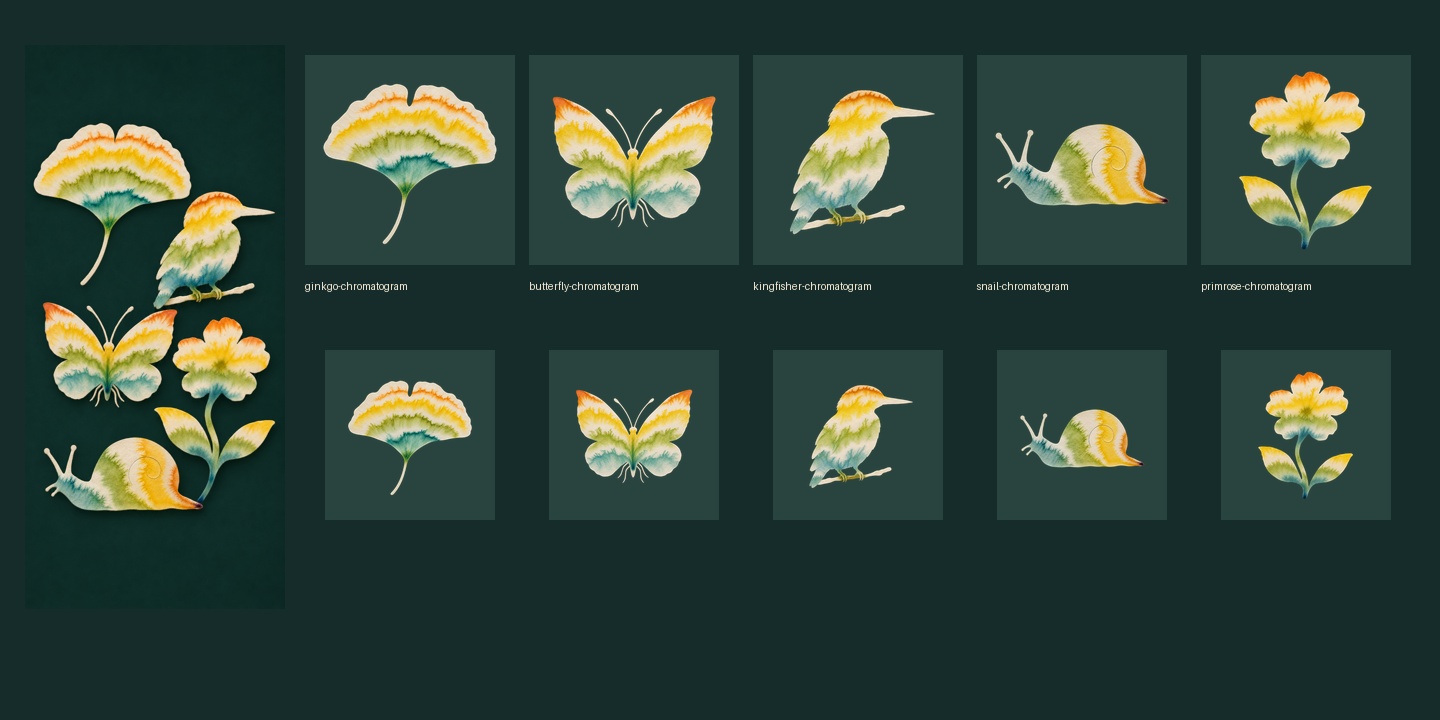 ginkgo-chromatogram
butterfly-chromatogram
kingfisher-chromatogram
snail-chromatogram
primrose-chromatogram